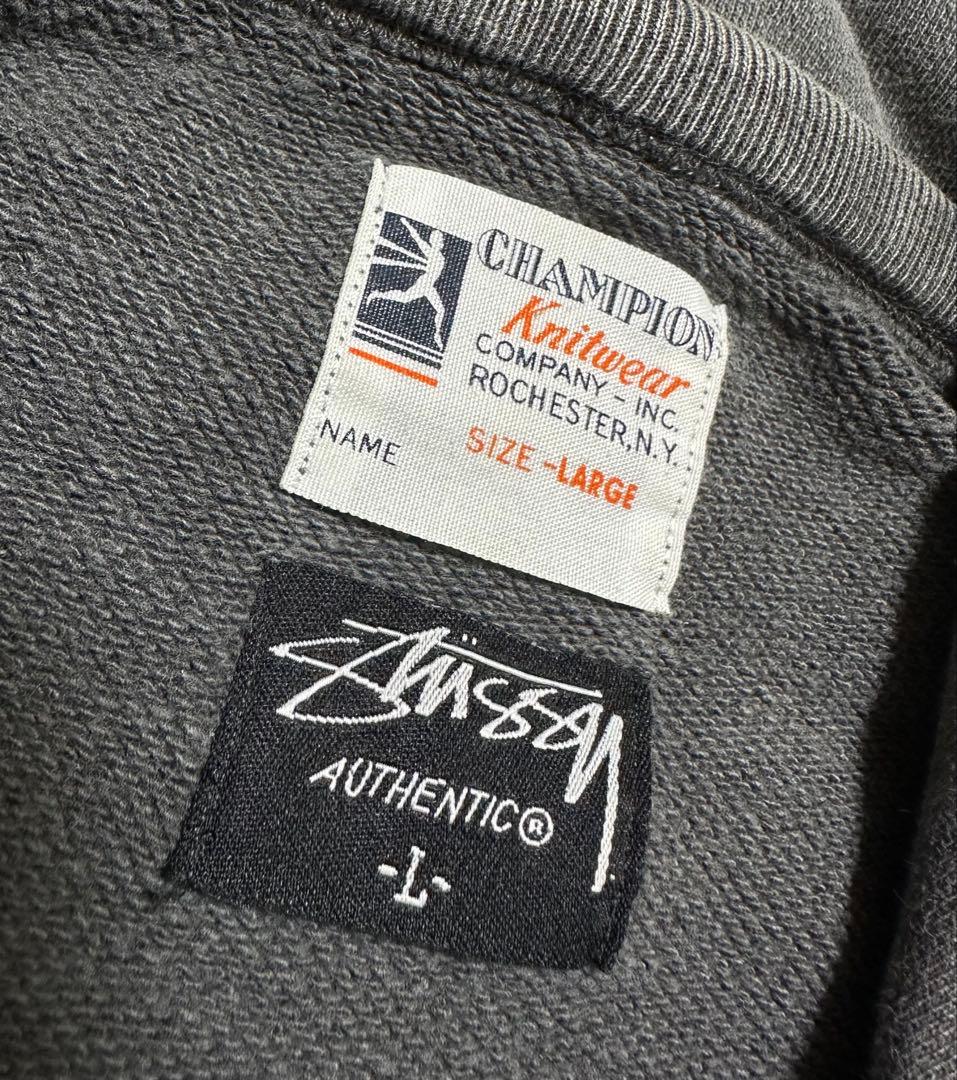 CHAMPION
Knitwear
COMPANY - INC.
ROCHESTER, N.Y.
NAME SIZE - LARGE
Stüssy
AUTHENTIC®
-L-